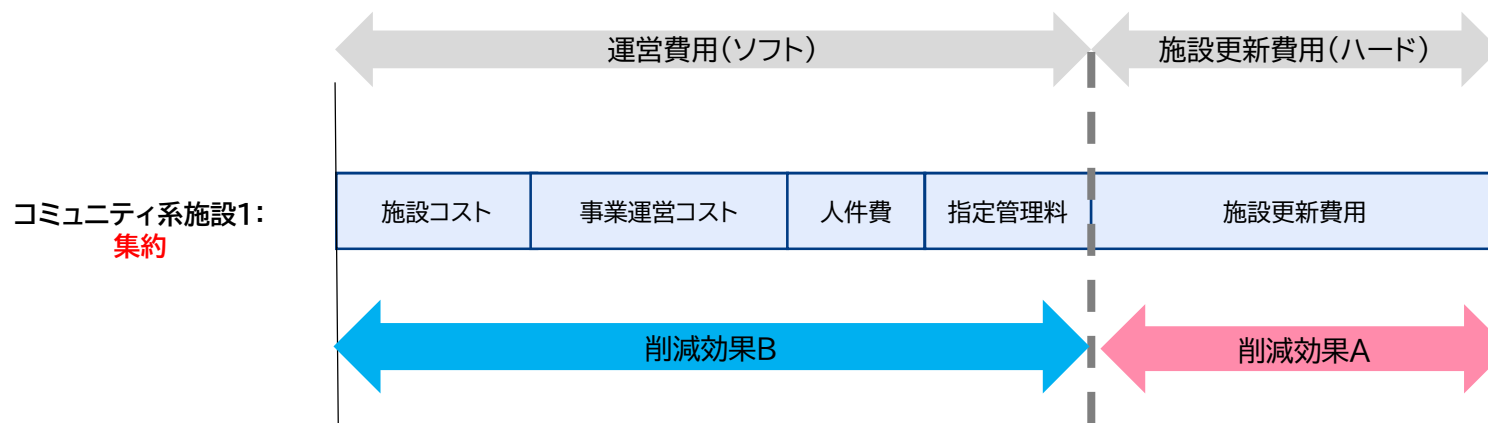 運営費用(ソフト)
施設更新費用(ハード)
コミュニティ系施設1:
集約
施設コスト
事業運営コスト
人件費
指定管理料
施設更新費用
削減効果B
削減効果A